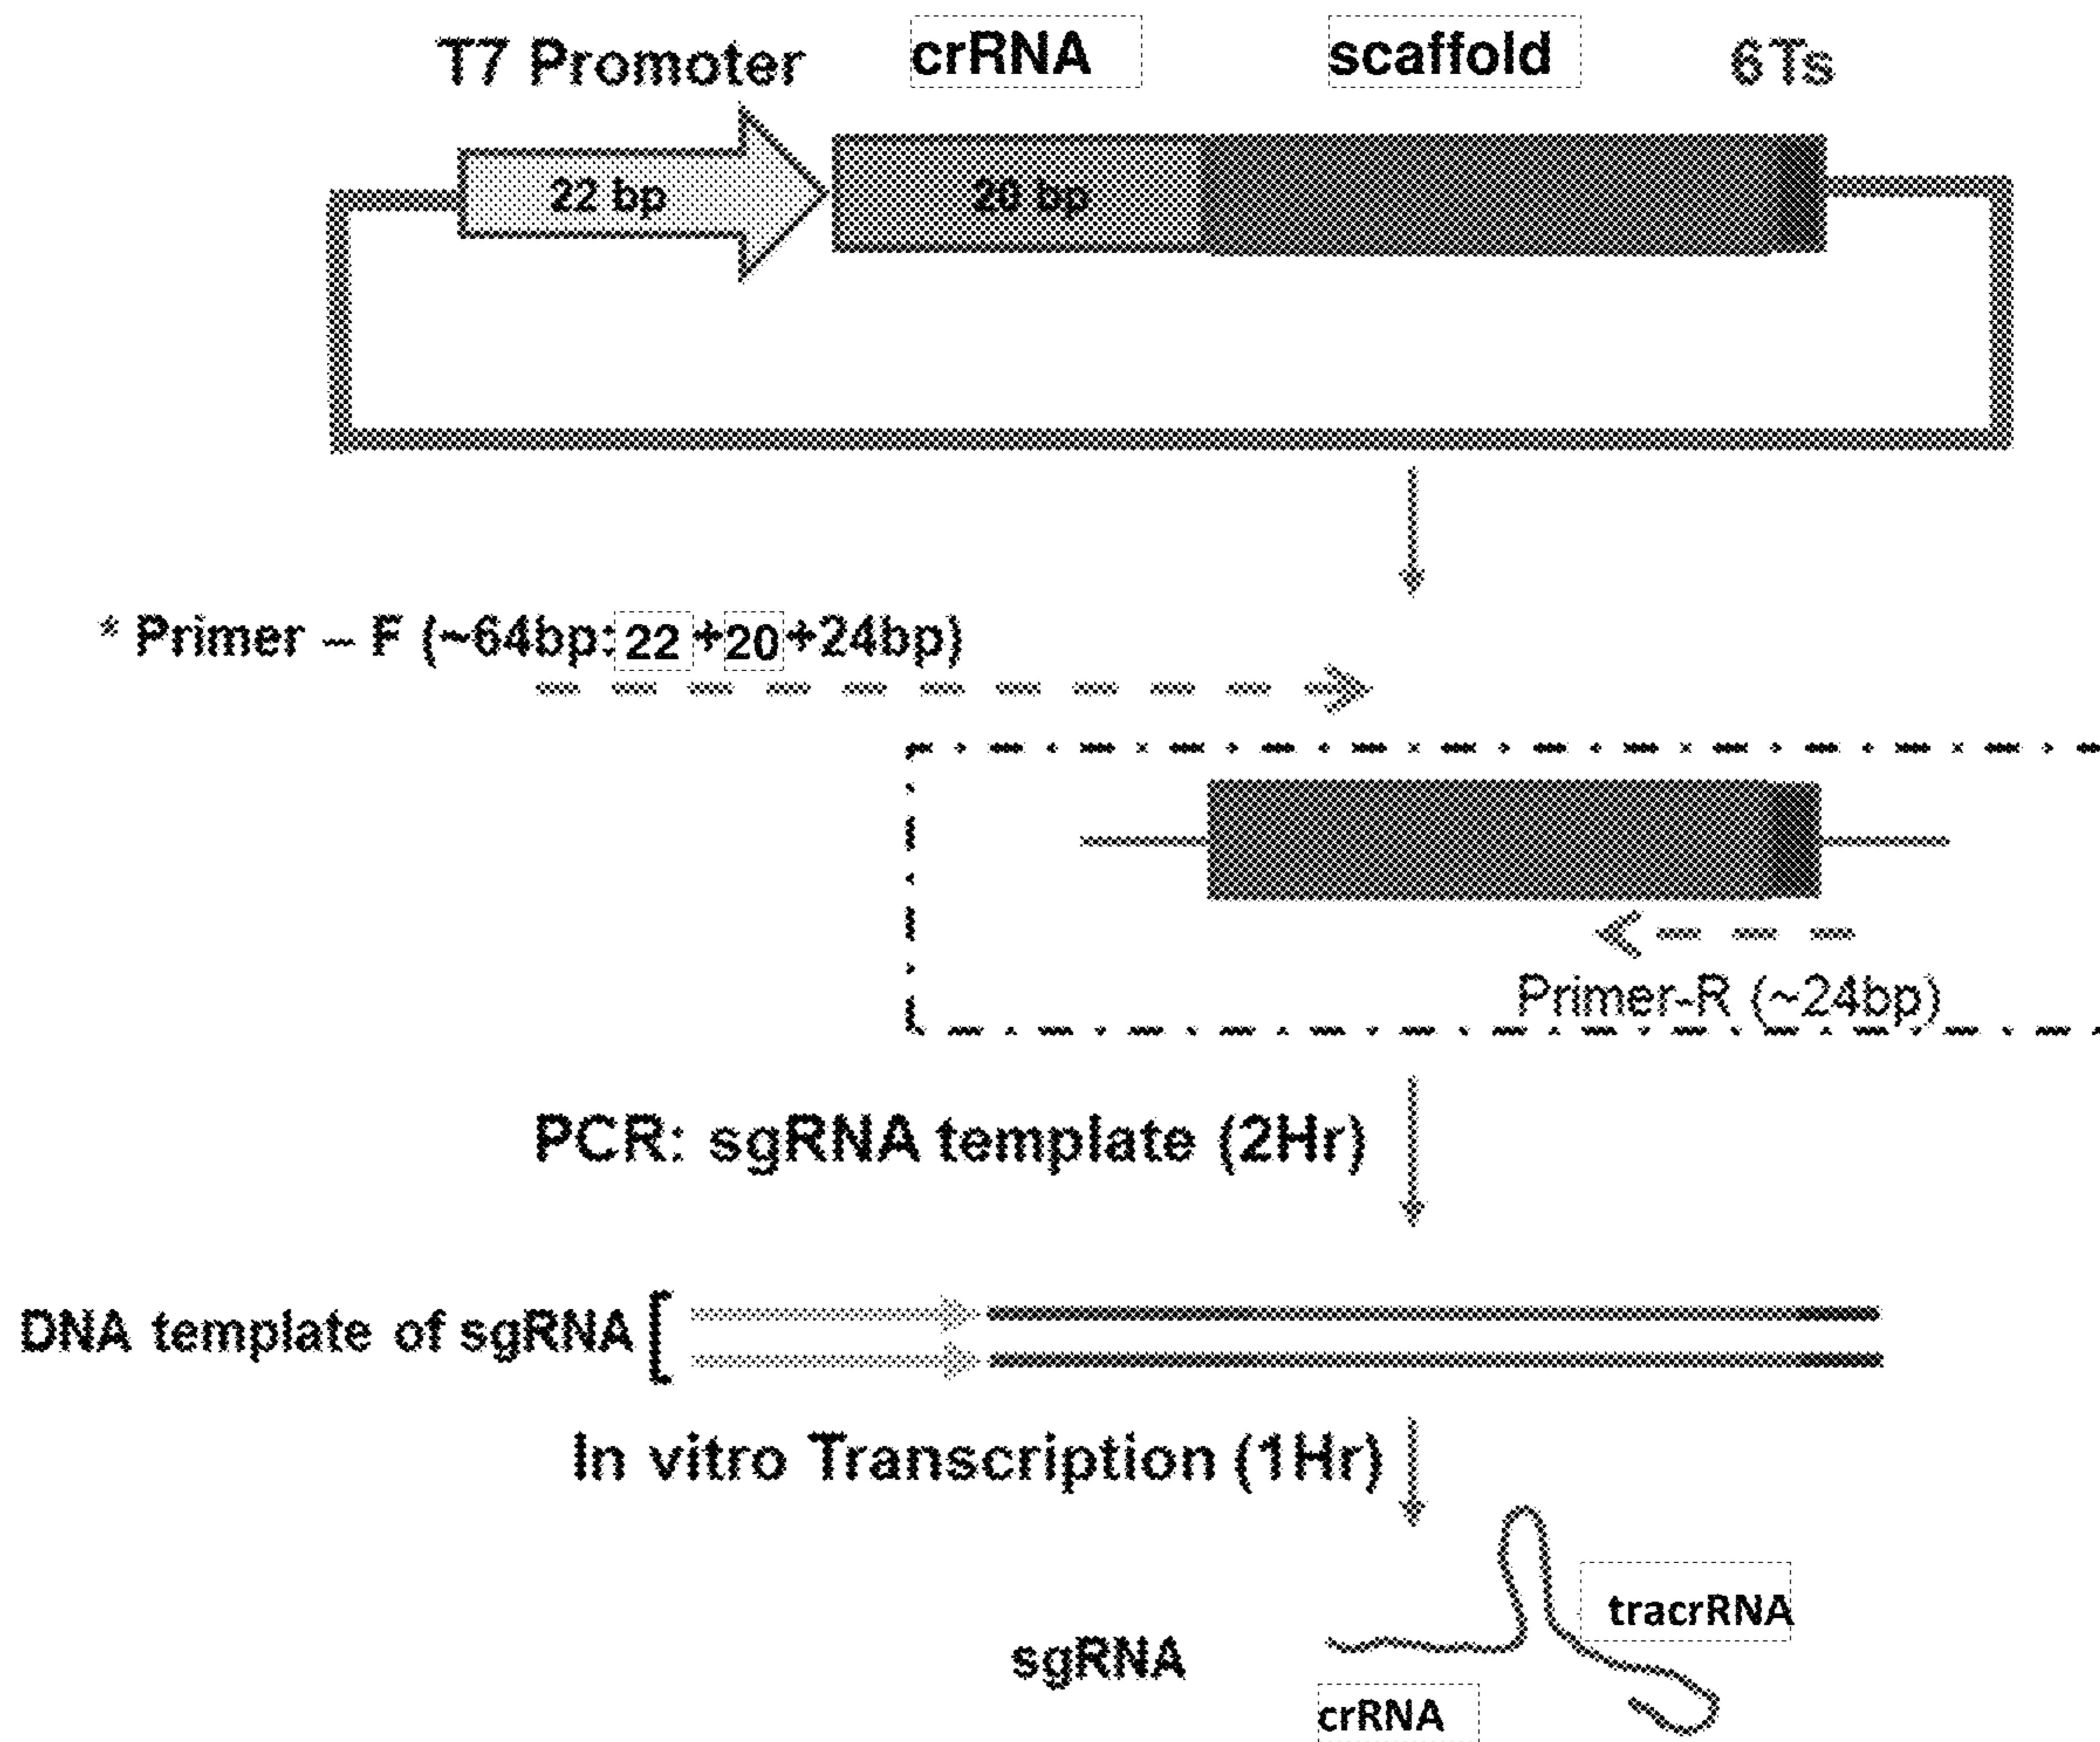 T7 Promoter crRNA scaffold 6Ts
22 bp 20 bp
* Primer – F (~64bp: 22 +20+24bp)
Primer-R (~24bp)
PCR: sgRNA template (2Hr)
DNA template of sgRNA
In vitro Transcription (1Hr)
tracrRNA
sgRNA
crRNA